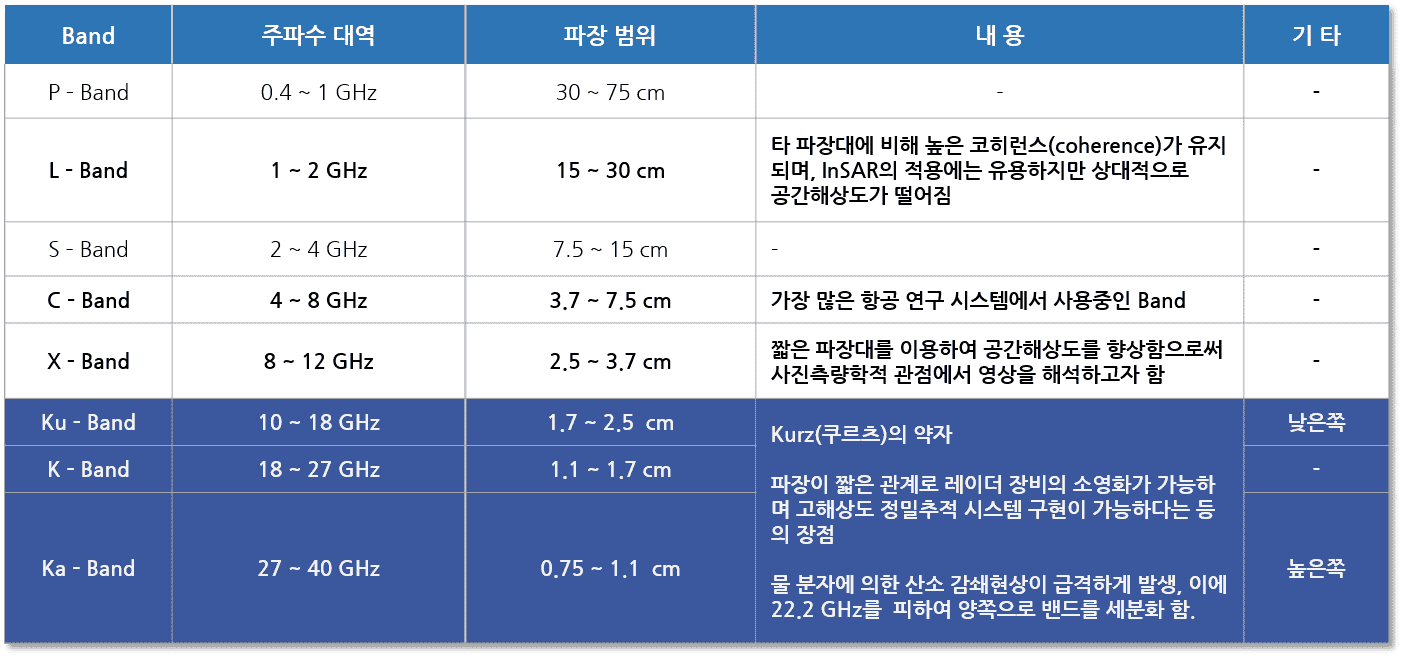 Band 주파수 대역 파장 범위 내 용 기 타
P - Band 0.4 ~ 1 GHz 30 ~ 75 cm - -
L - Band 1 ~ 2 GHz 15 ~ 30 cm 타 파장대에 비해 높은 코히런스(coherence)가 유지
되며, InSAR의 적용에는 유용하지만 상대적으로
공간해상도가 떨어짐 -
S - Band 2 ~ 4 GHz 7.5 ~ 15 cm - -
C - Band 4 ~ 8 GHz 3.7 ~ 7.5 cm 가장 많은 항공 연구 시스템에서 사용중인 Band -
X - Band 8 ~ 12 GHz 2.5 ~ 3.7 cm 짧은 파장대를 이용하여 공간해상도를 향상함으로써
사진측량학적 관점에서 영상을 해석하고자 함 -
Ku - Band 10 ~ 18 GHz 1.7 ~ 2.5 cm 낮은쪽
K - Band 18 ~ 27 GHz 1.1 ~ 1.7 cm -
Ka - Band 27 ~ 40 GHz 0.75 ~ 1.1 cm 높은쪽
Kurz(쿠르츠)의 약자
파장이 짧은 관계로 레이더 장비의 소영화가 가능하
며 고해상도 정밀추적 시스템 구현이 가능하다는 등
의 장점
물 분자에 의한 산소 감쇄현상이 급격하게 발생, 이에
22.2 GHz를 피하여 양쪽으로 밴드를 세분화 함.